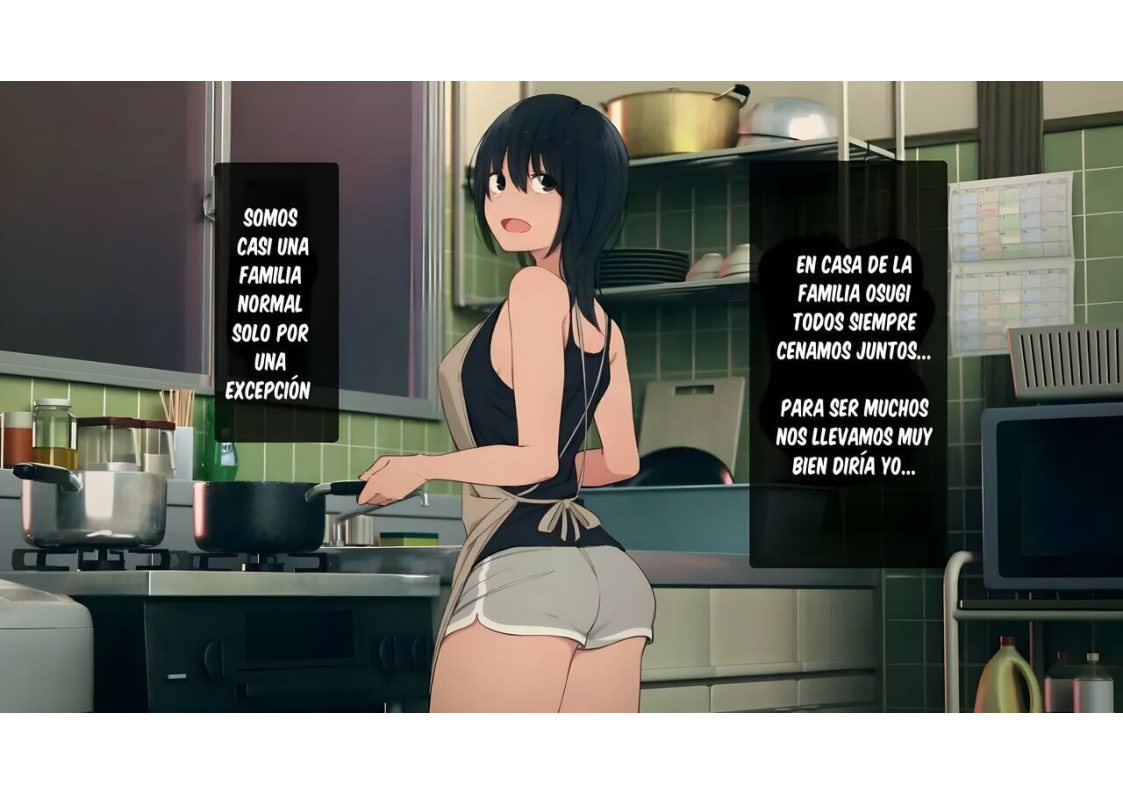 EN CASA DE LA
FAMILIA OSUGI
TODOS SIEMPRE
CENAMOS JUNTOS...
PARA SER MUCHOS
NOS LLEVAMOS MUY
BIEN DIRÍA YO...
SOMOS
CASI UNA
FAMILIA
NORMAL
SOLO POR
UNA
EXCEPCIÓN